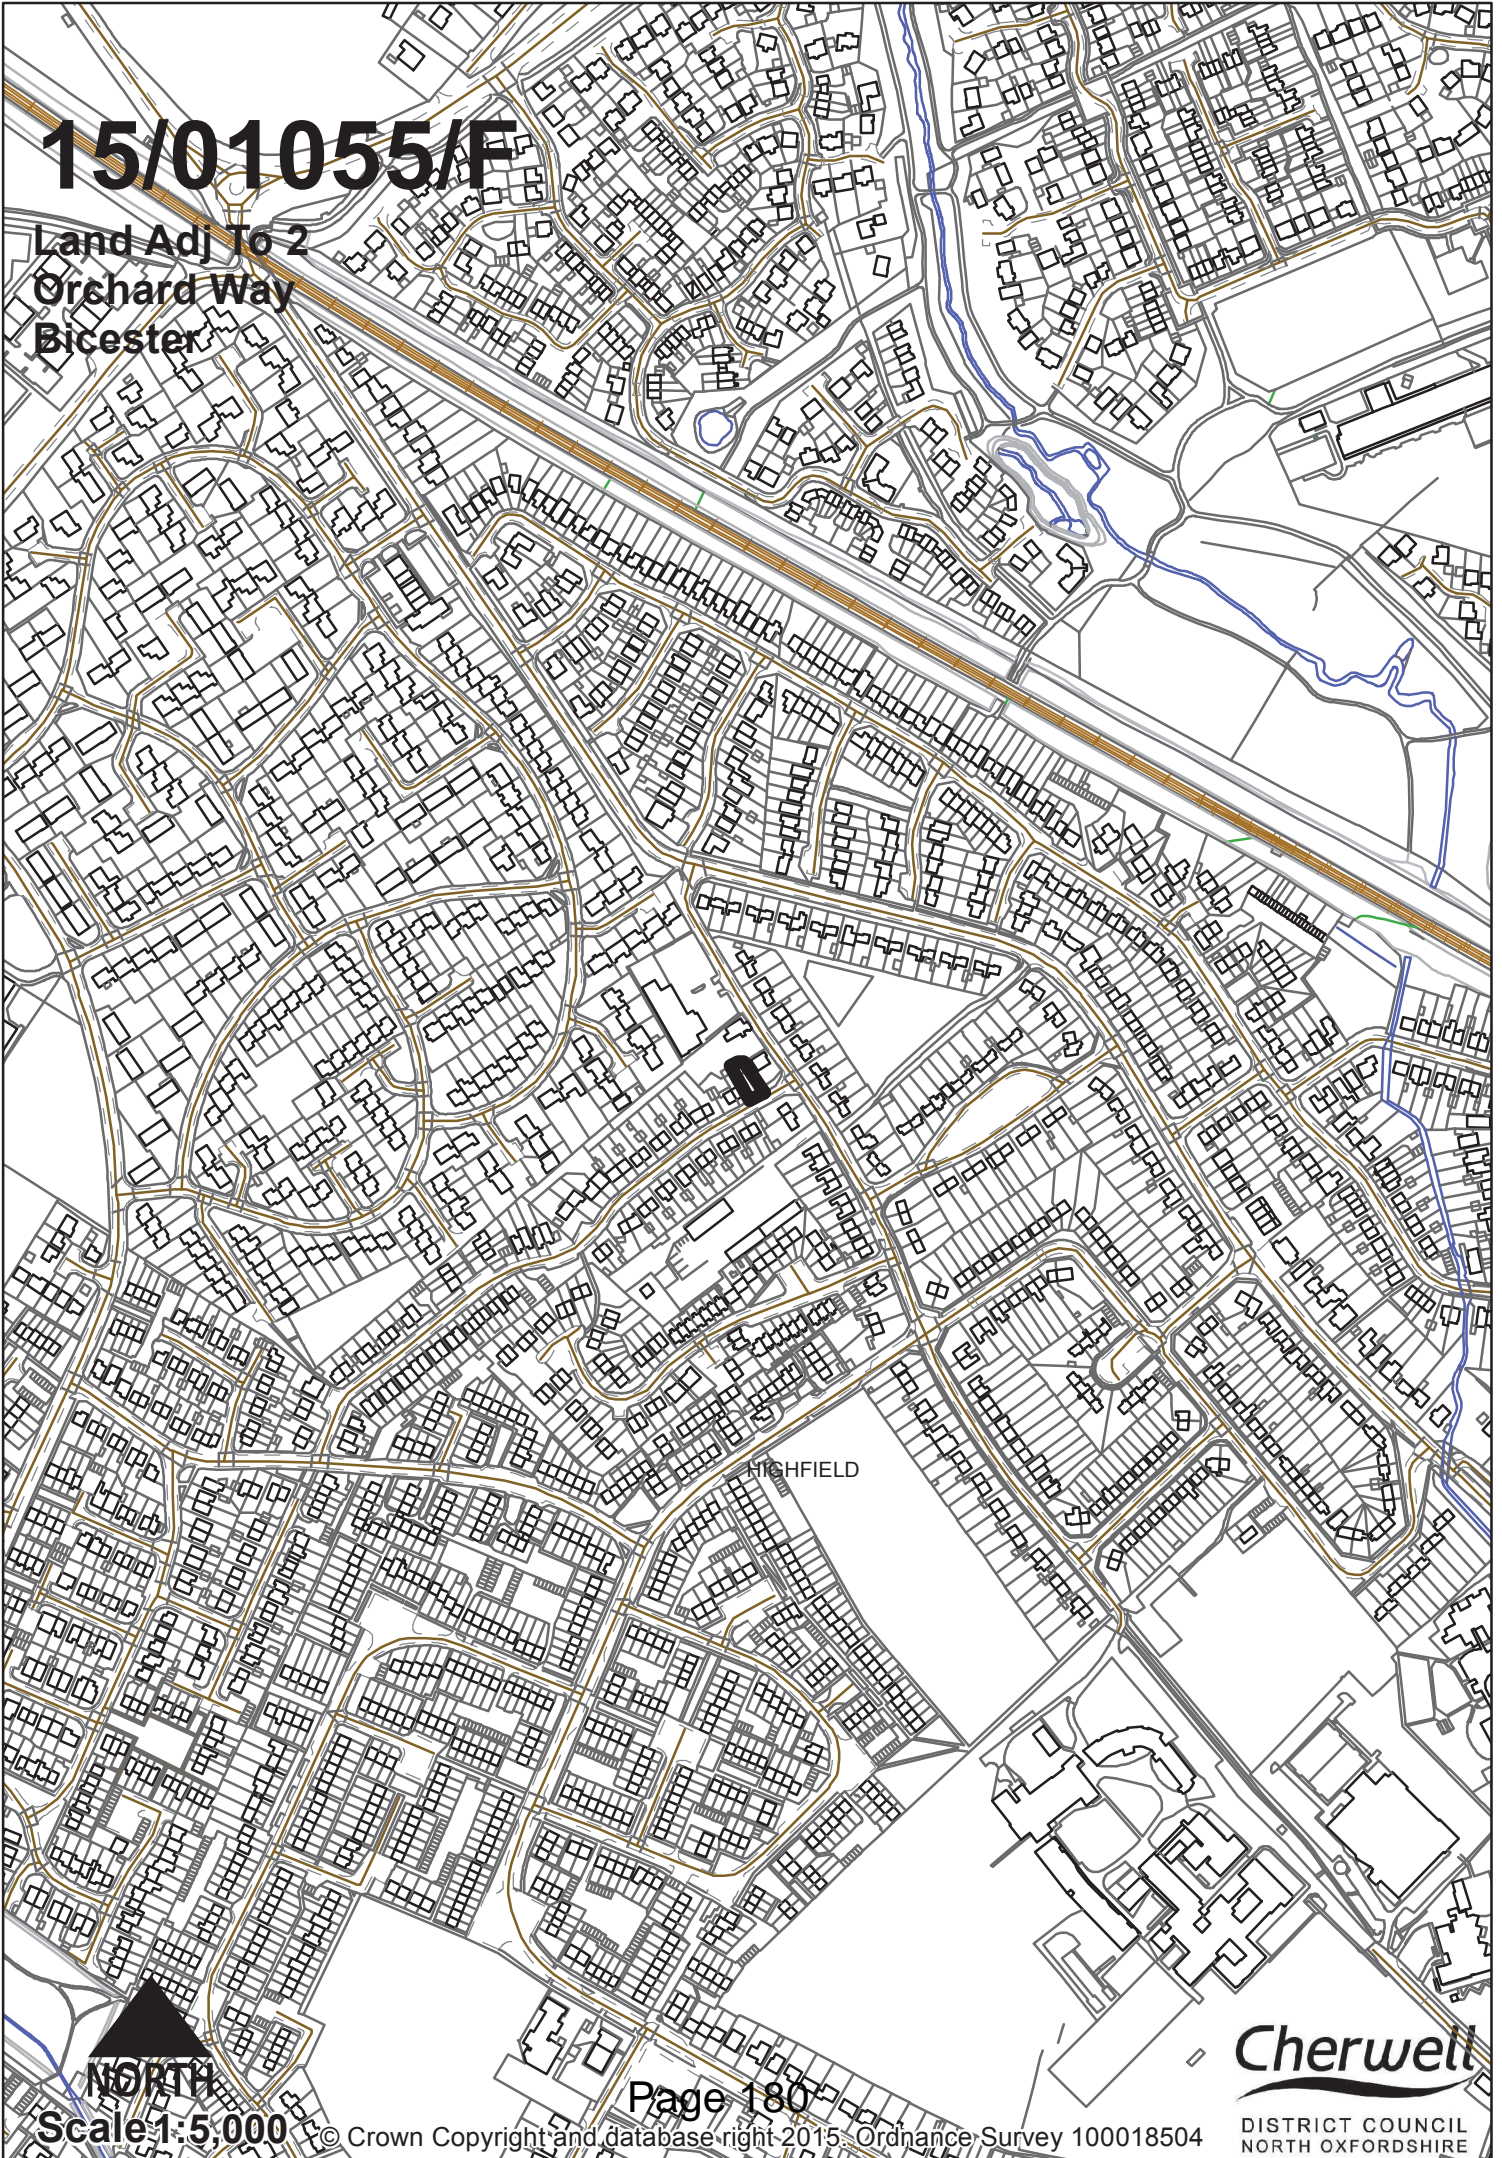 15/01055/F
Land Adj To 2
Orchard Way
Bicester
HIGHFIELD
NORTH
Scale 1:5,000
Page 180
© Crown Copyright and database right 2015. Ordnance Survey 100018504
Cherwell
DISTRICT COUNCIL
NORTH OXFORDSHIRE